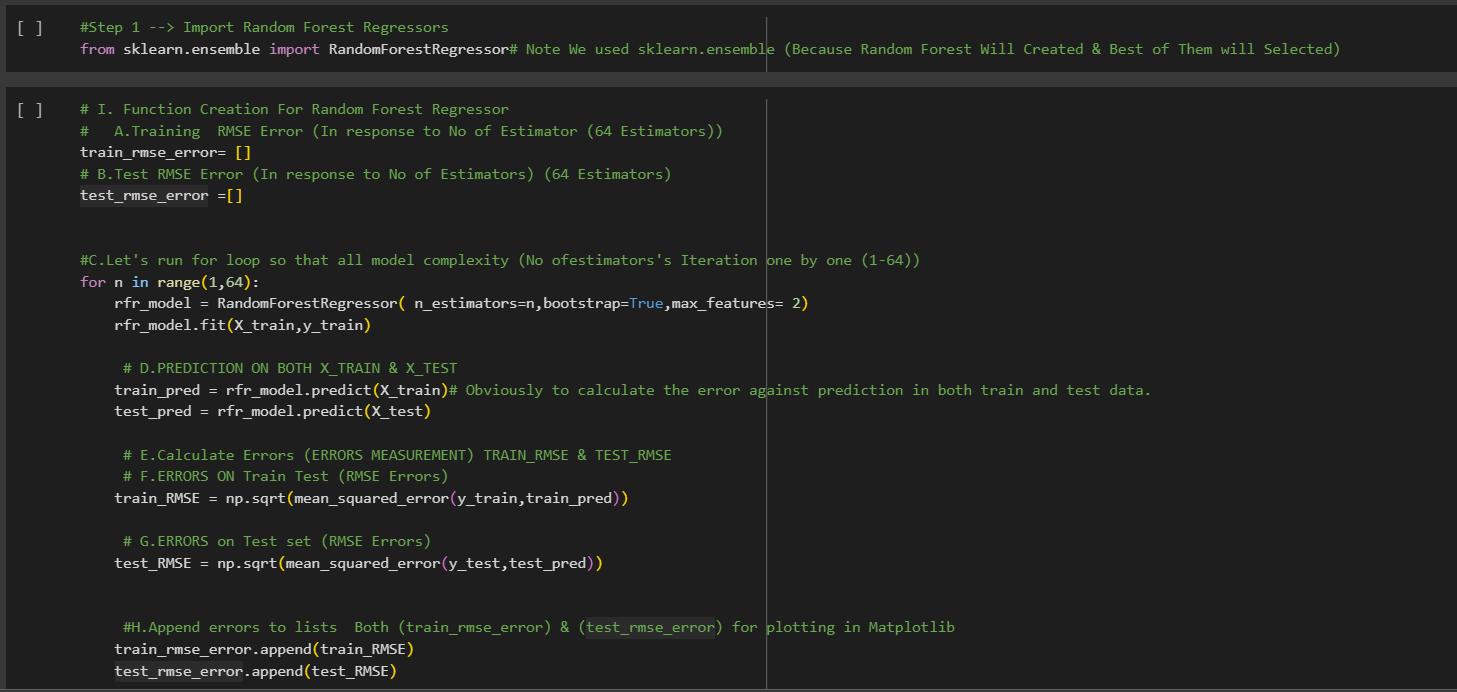 [ ] #Step 1 --> Import Random Forest Regressors
from sklearn.ensemble import RandomForestRegressor# Note We used sklearn.ensemble (Because Random Forest Will Created & Best of Them will Selected)
[ ] # I. Function Creation For Random Forest Regressor
#   A.Training  RMSE Error (In response to No of Estimator (64 Estimators))
train_rmse_error= []
# B.Test RMSE Error (In response to No of Estimators) (64 Estimators)
test_rmse_error =[]
#C.Let's run for loop so that all model complexity (No ofestimators's Iteration one by one (1-64))
for n in range(1,64):
    rfr_model = RandomForestRegressor( n_estimators=n,bootstrap=True,max_features= 2)
    rfr_model.fit(X_train,y_train)
     # D.PREDICTION ON BOTH X_TRAIN & X_TEST
    train_pred = rfr_model.predict(X_train)# Obviously to calculate the error against prediction in both train and test data.
    test_pred = rfr_model.predict(X_test)
     # E.Calculate Errors (ERRORS MEASUREMENT) TRAIN_RMSE & TEST_RMSE
     # F.ERRORS ON Train Test (RMSE Errors)
    train_RMSE = np.sqrt(mean_squared_error(y_train,train_pred))
     # G.ERRORS on Test set (RMSE Errors)
    test_RMSE = np.sqrt(mean_squared_error(y_test,test_pred))
     #H.Append errors to lists  Both (train_rmse_error) & (test_rmse_error) for plotting in Matplotlib
    train_rmse_error.append(train_RMSE)
    test_rmse_error.append(test_RMSE)